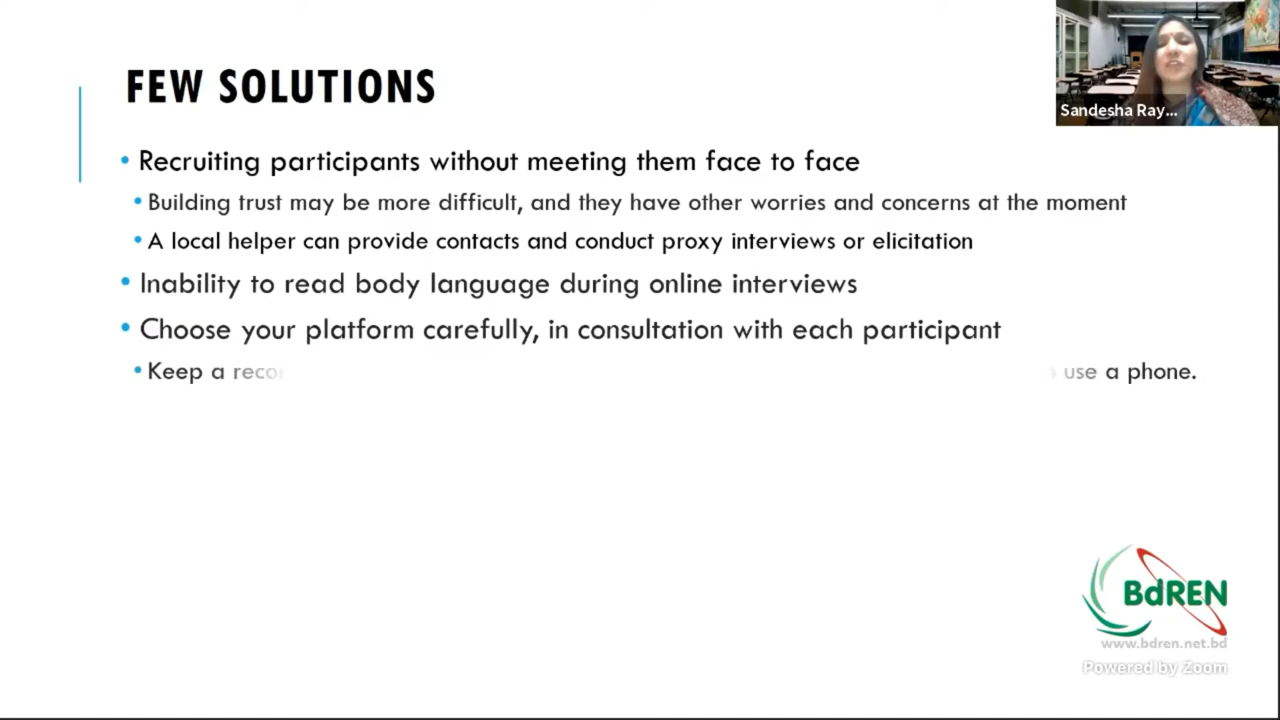 FEW SOLUTIONS
Sandesha Ray...
• Recruiting participants without meeting them face to face
• Building trust may be more difficult, and they have other worries and concerns at the moment
• A local helper can provide contacts and conduct proxy interviews or elicitation
• Inability to read body language during online interviews
• Choose your platform carefully, in consultation with each participant
• Keep a use a phone.
BdREN
www.bdren.net.bd
Powered by Zoom